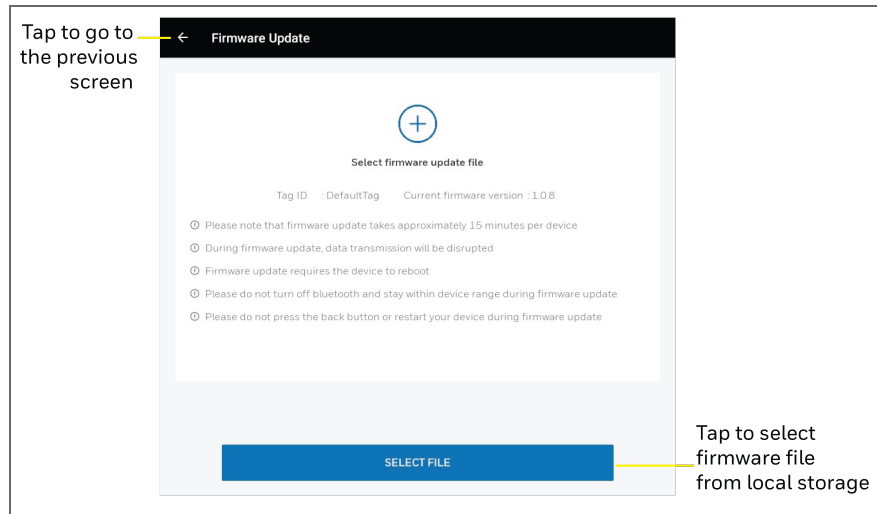 Tap to go to
the previous
screen
Firmware Update
Select firmware update file
Tag ID : DefaultTag Current firmware version : 1.0.8
Please note that firmware update takes approximately 15 minutes per device
During firmware update, data transmission will be disrupted
Firmware update requires the device to reboot
Please do not turn off bluetooth and stay within device range during firmware update
Please do not press the back button or restart your device during firmware update
SELECT FILE
Tap to select
firmware file
from local storage